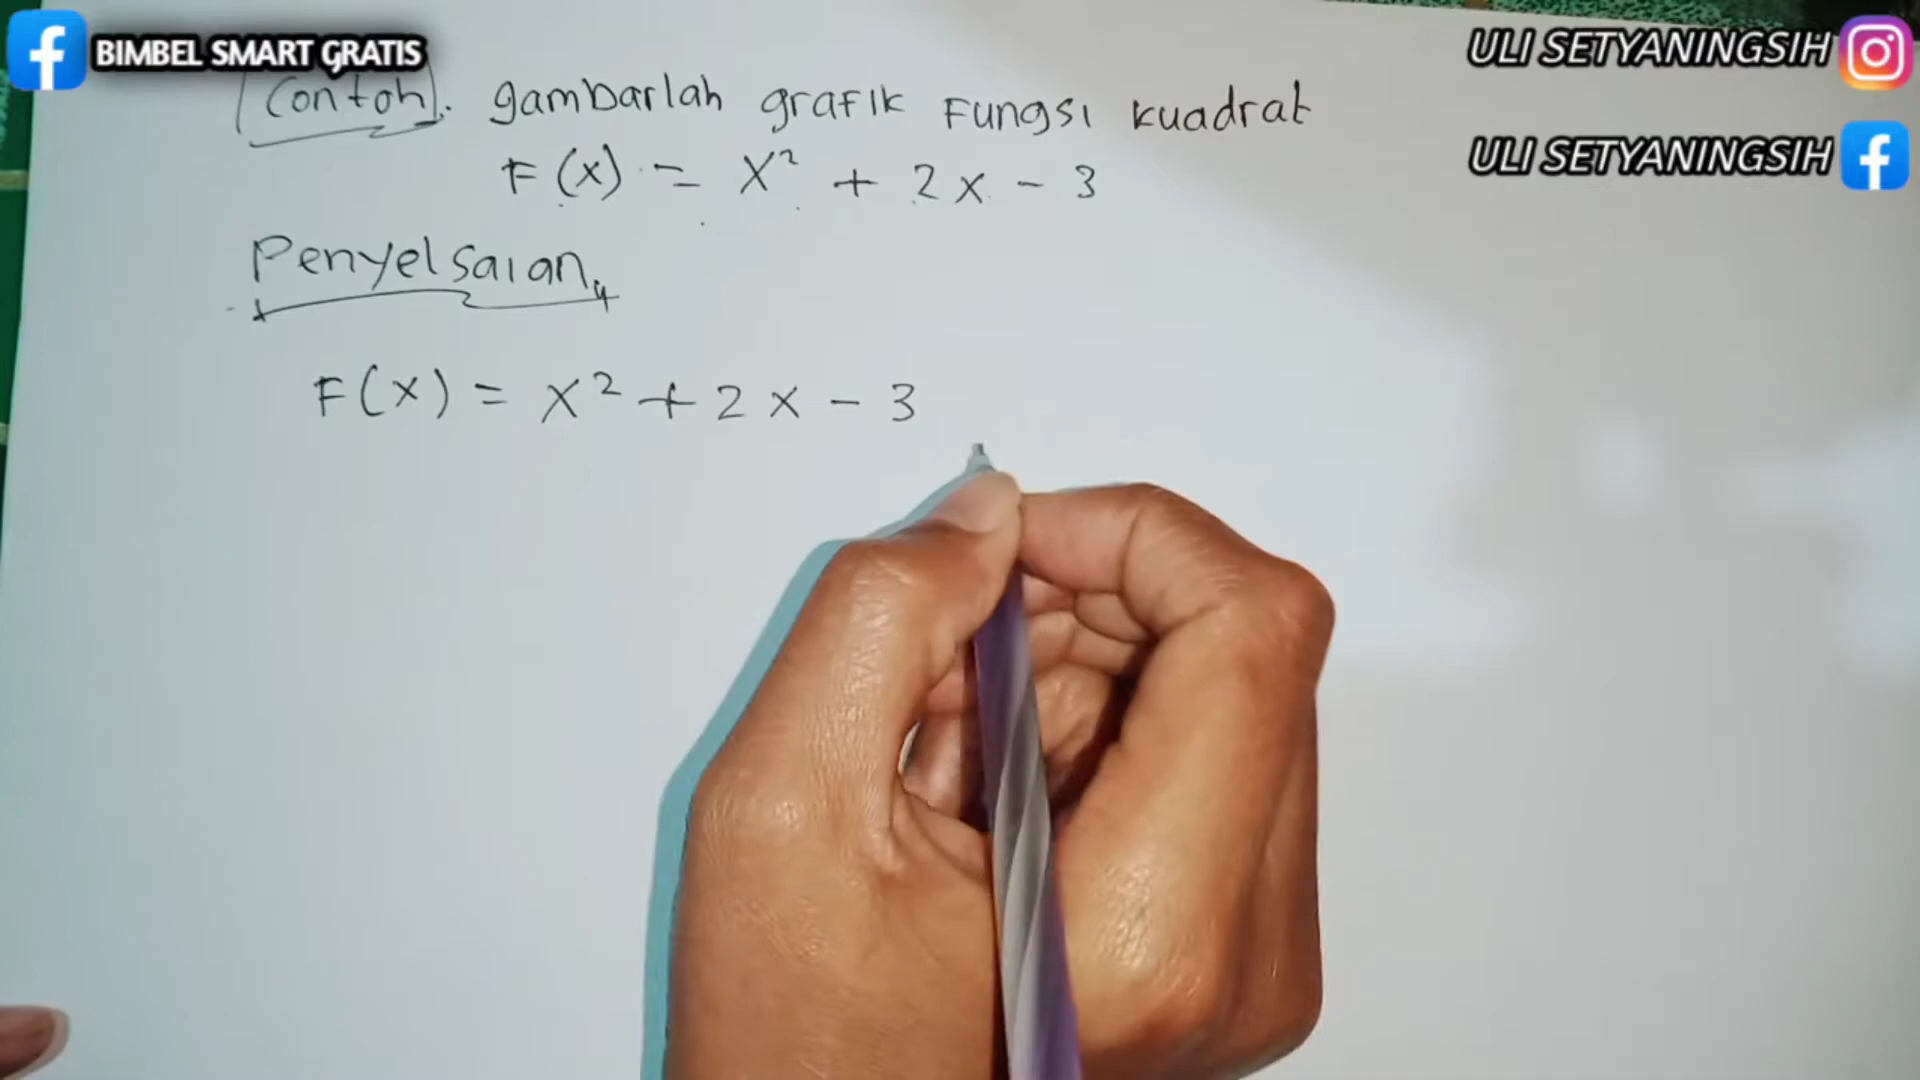 BIMBEL SMART GRATIS
ULI SETYANINGSIH
ULI SETYANINGSIH
Contoh. gambarlah grafik Fungsi kuadrat
F(x) = x² + 2x - 3
Penyelsaian
F(x) = x² + 2x - 3